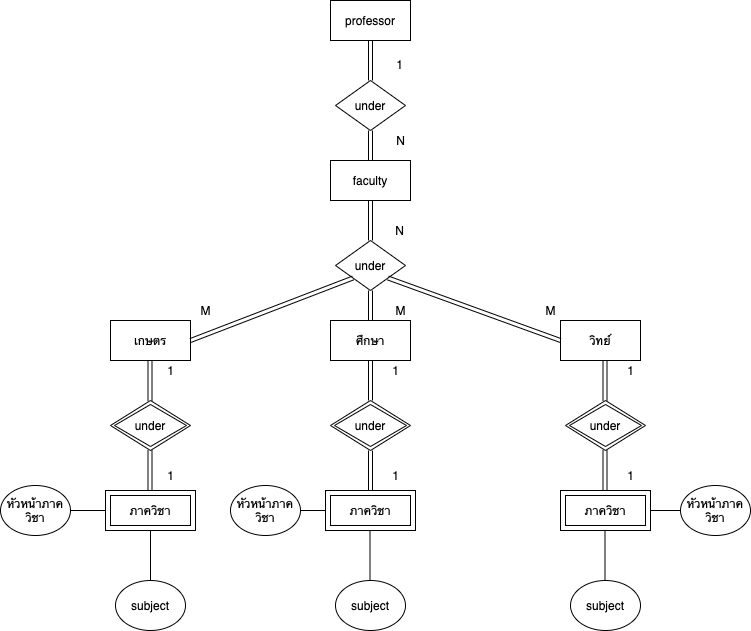 professor
1
under
N
faculty
N
under
M
M
M
เกษตร
ศึกษา
วิทย์
1
1
1
under
under
under
1
1
1
หัวหน้าภาค
วิชา
ภาควิชา
หัวหน้าภาค
วิชา
ภาควิชา
ภาควิชา
หัวหน้าภาค
วิชา
subject
subject
subject